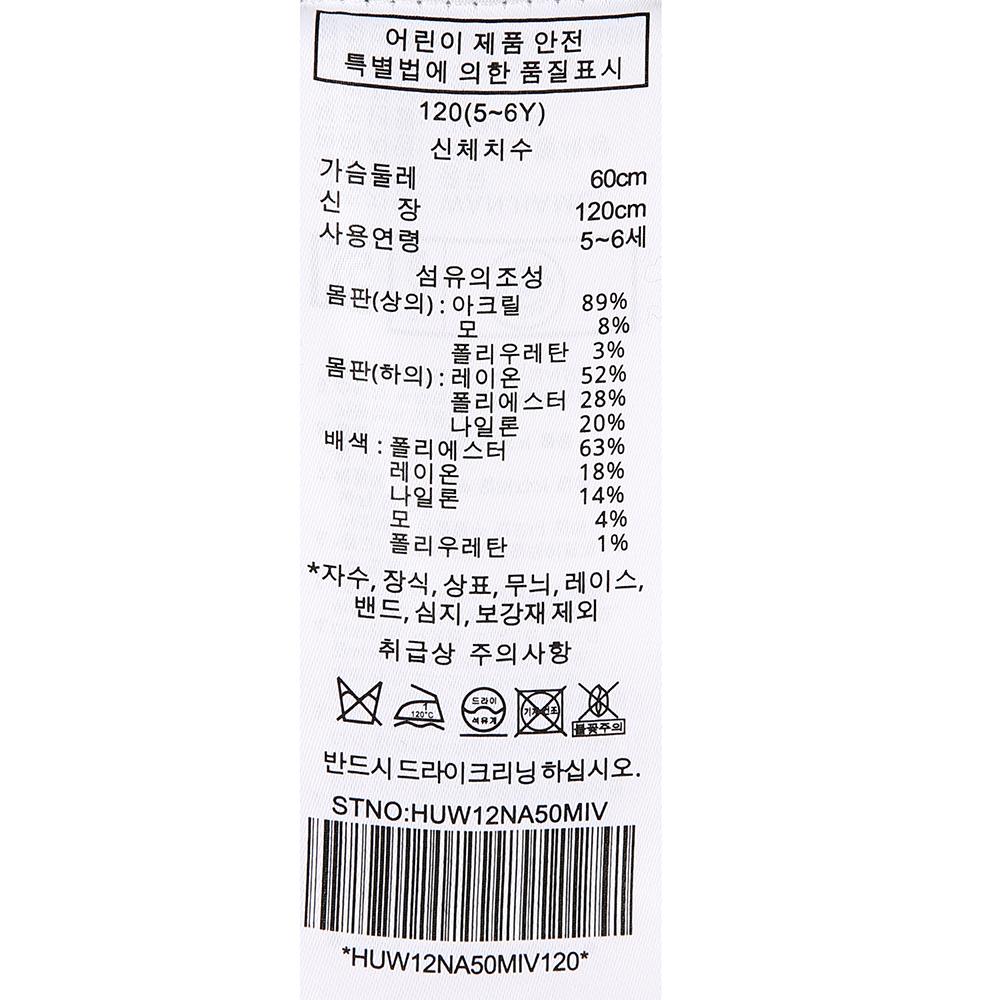 어린이 제품 안전
특별법에 의한 품질표시
120(5~6Y)
신체치수
가슴둘레 60cm
신 장 120cm
사용연령 5~6세
섬유의조성
몸판(상의) : 아크릴 89%
모 8%
폴리우레탄 3%
몸판(하의) : 레이온 52%
폴리에스터 28%
나일론 20%
배색 : 폴리에스터 63%
레이온 18%
나일론 14%
모 4%
폴리우레탄 1%
*자수, 장식, 상표, 무늬, 레이스,
밴드, 심지, 보강재 제외
취급상 주의사항
1
120°C
드라이
석유계
기계건조
불꽃주의
반드시드라이크리닝하십시오.
STNO:HUW12NA50MIV
*HUW12NA50MIV120*